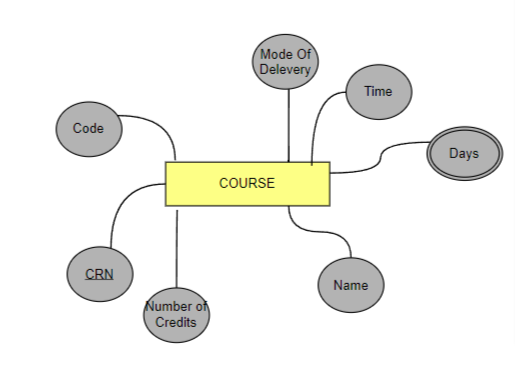 Mode Of
Delevery
Time
Code
Days
COURSE
CRN
Name
Number of
Credits